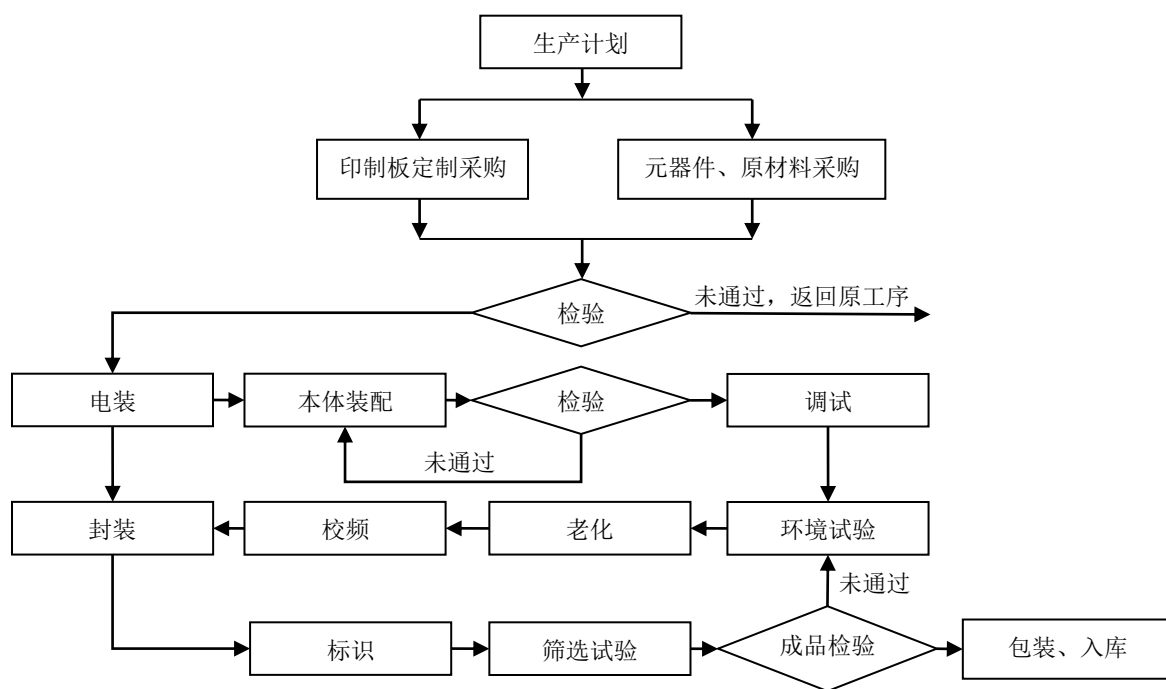 生产计划
印制板定制采购
元器件、原材料采购
检验
未通过，返回原工序
电装
本体装配
检验
调试
未通过
封装
校频
老化
环境试验
未通过
标识
筛选试验
成品检验
包装、入库